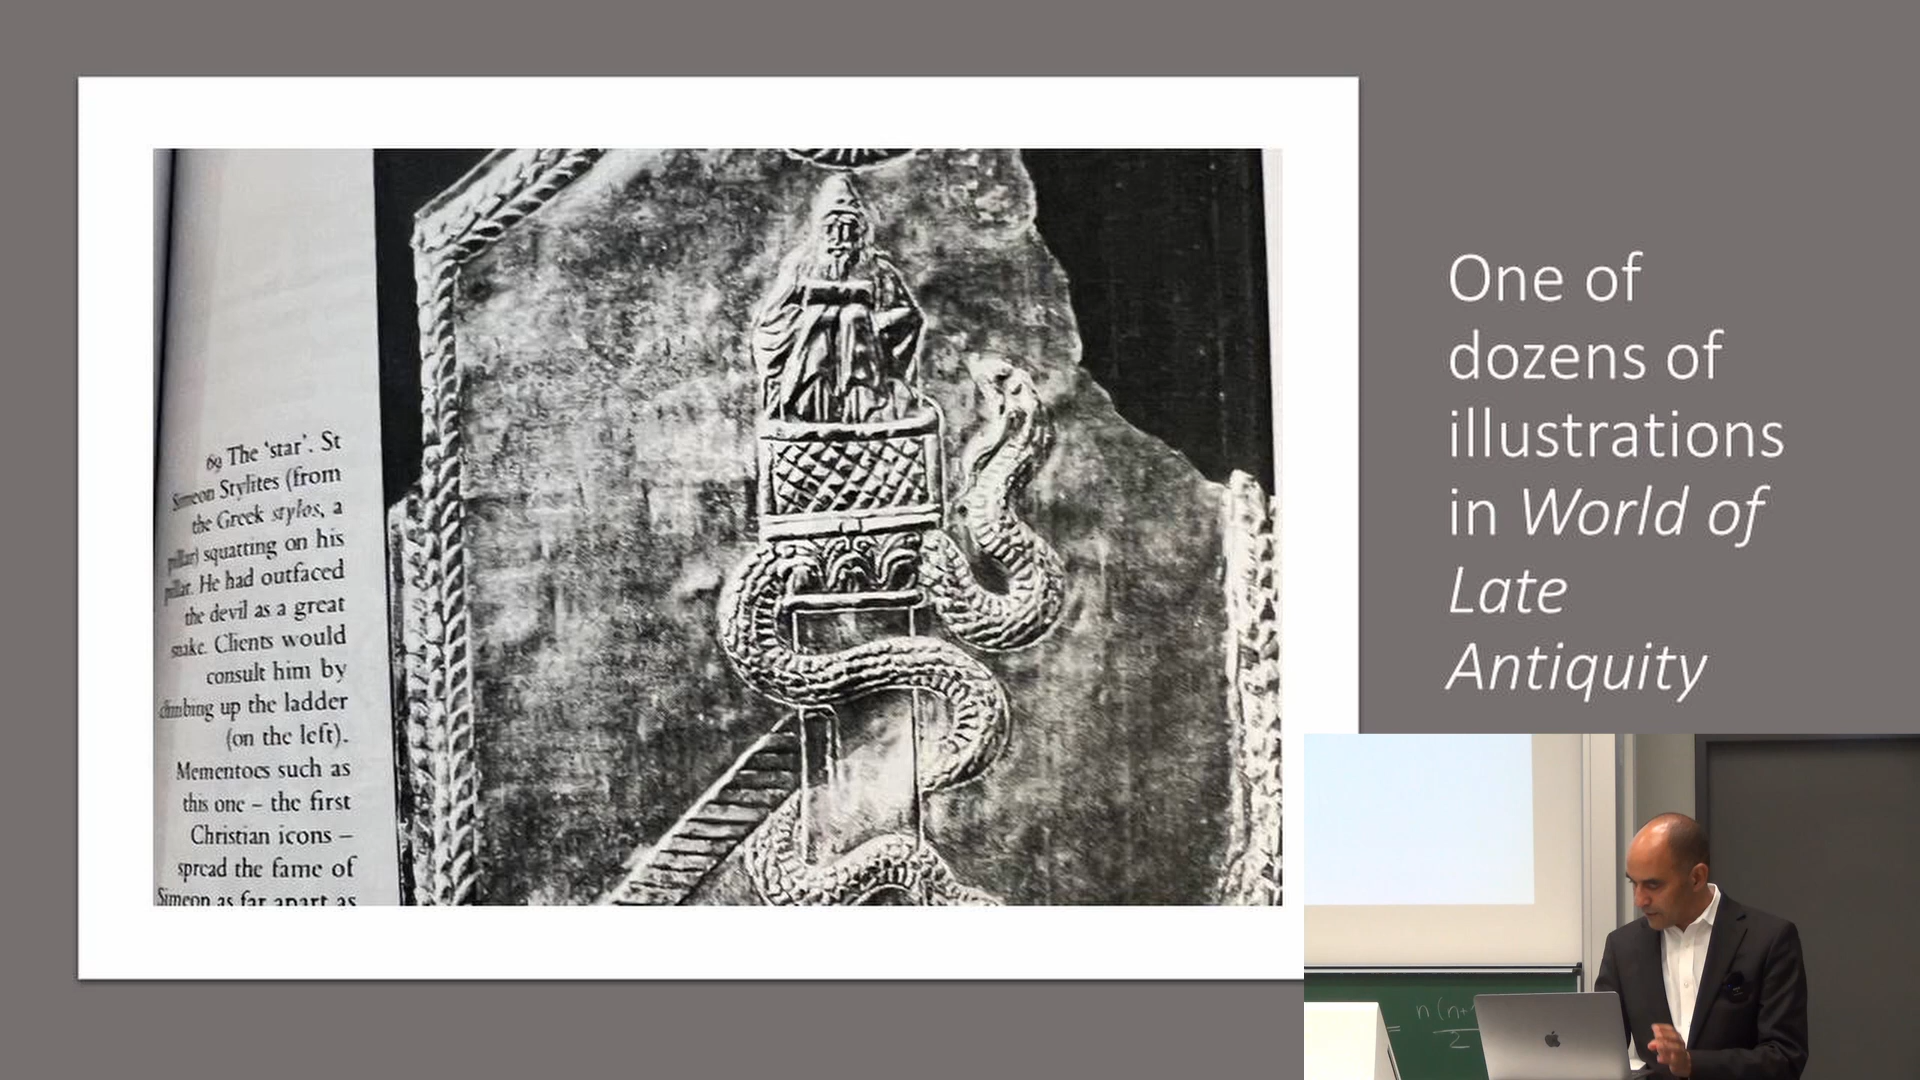 69 The ‘star’. St
Simeon Stylites (from
the Greek stylos, a
pillar) squatting on his
pillar. He had outfaced
the devil as a great
snake. Clients would
consult him by
climbing up the ladder
(on the left).
Mementoes such as
this one – the first
Christian icons –
spread the fame of
Simeon as far apart as
One of
dozens of
illustrations
in World of
Late
Antiquity
n(n+
=
2